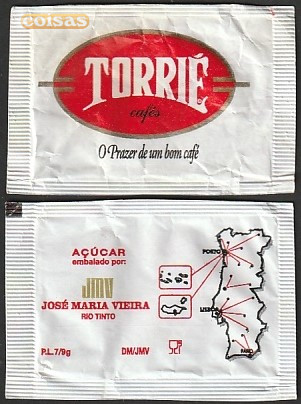 coisas
TORRIÉ
cafés
O Prazer de um bom café
AÇÚCAR
embalado por:
JMV
JOSÉ MARIA VIEIRA
RIO TINTO
P.L.7/9g
DM/JMV
PORTO
LISBOA
FARO